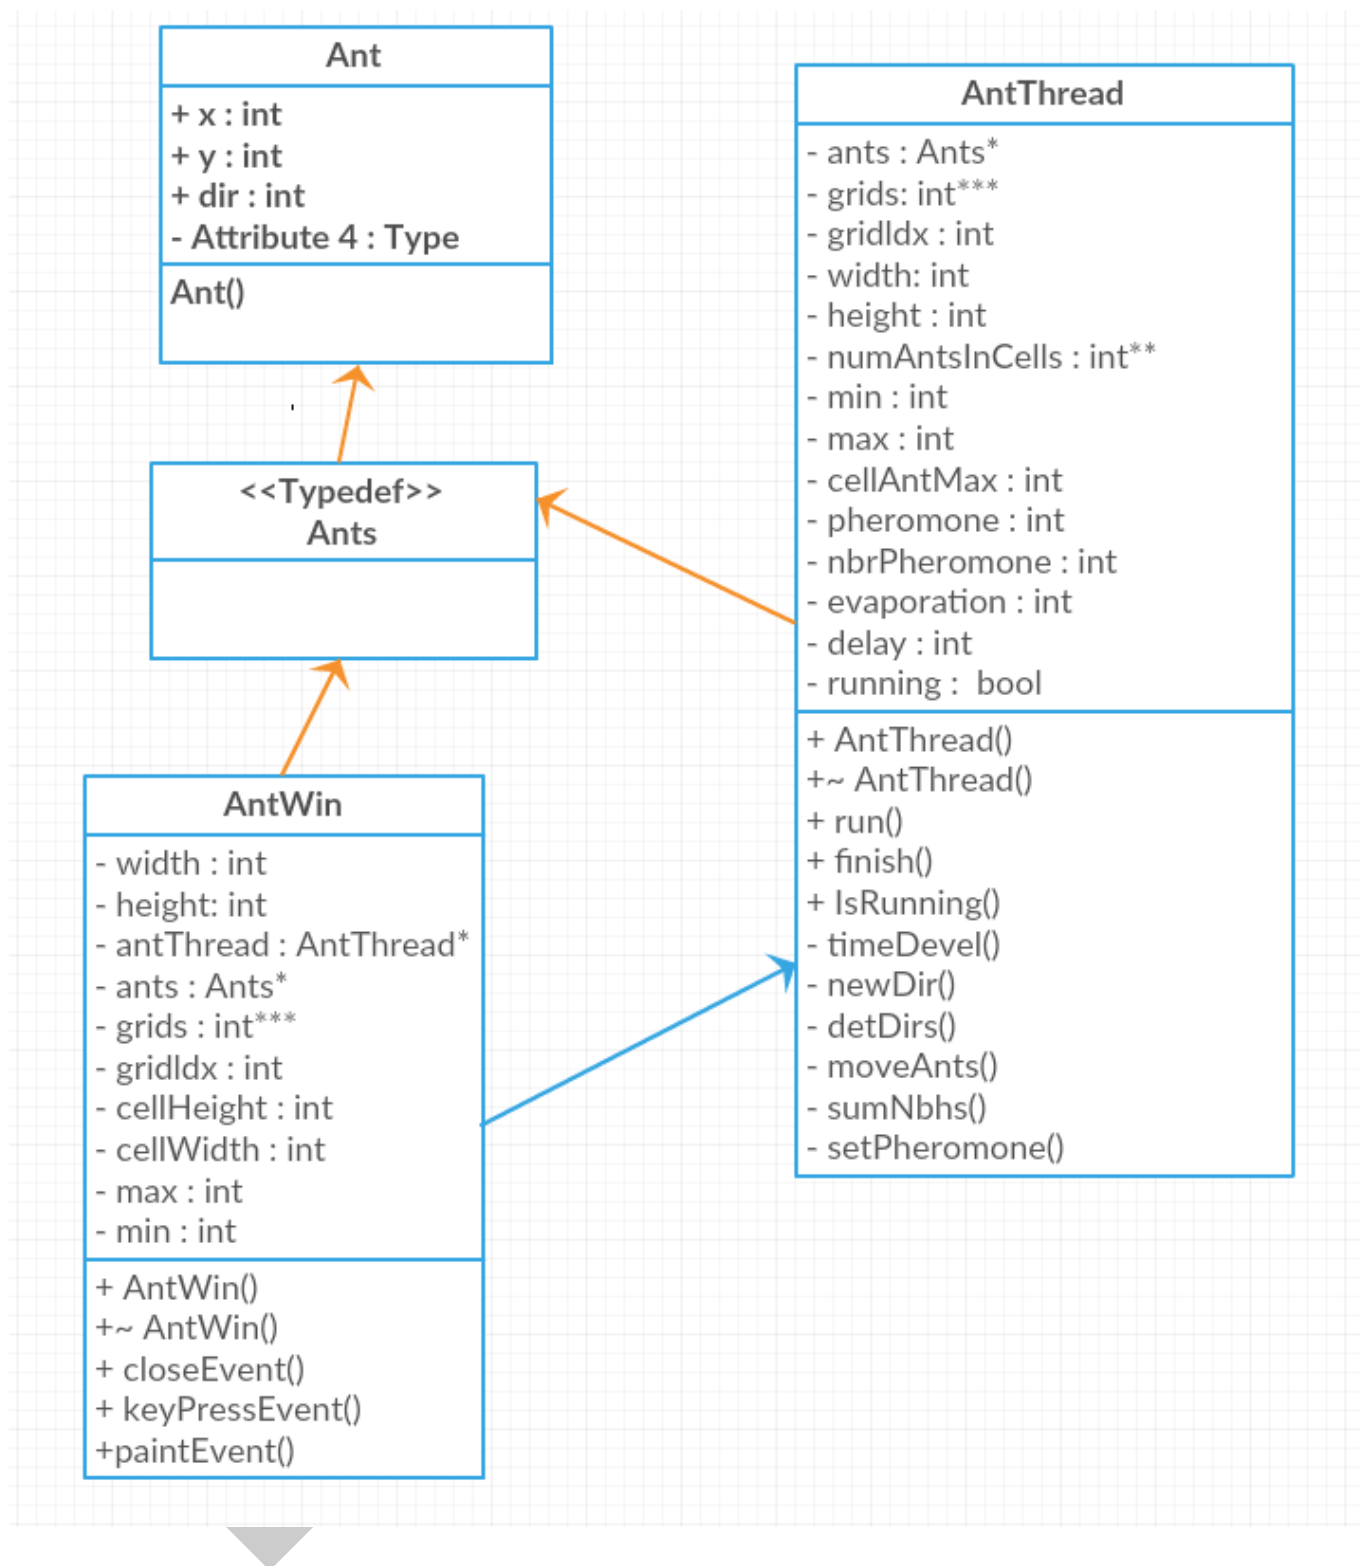 Ant
+ x : int
+ y : int
+ dir : int
- Attribute 4 : Type
Ant()
<<Typedef>>
Ants
AntWin
- width : int
- height: int
- antThread : AntThread*
- ants : Ants*
- grids : int***
- gridIdx : int
- cellHeight : int
- cellWidth : int
- max : int
- min : int
+ AntWin()
+~ AntWin()
+ closeEvent()
+ keyPressEvent()
+paintEvent()
AntThread
- ants : Ants*
- grids: int***
- gridIdx : int
- width: int
- height : int
- numAntsInCells : int**
- min : int
- max : int
- cellAntMax : int
- pheromone : int
- nbrPheromone : int
- evaporation : int
- delay : int
- running :  bool
+ AntThread()
+~ AntThread()
+ run()
+ finish()
+ IsRunning()
- timeDevel()
- newDir()
- detDirs()
- moveAnts()
- sumNbhs()
- setPheromone()